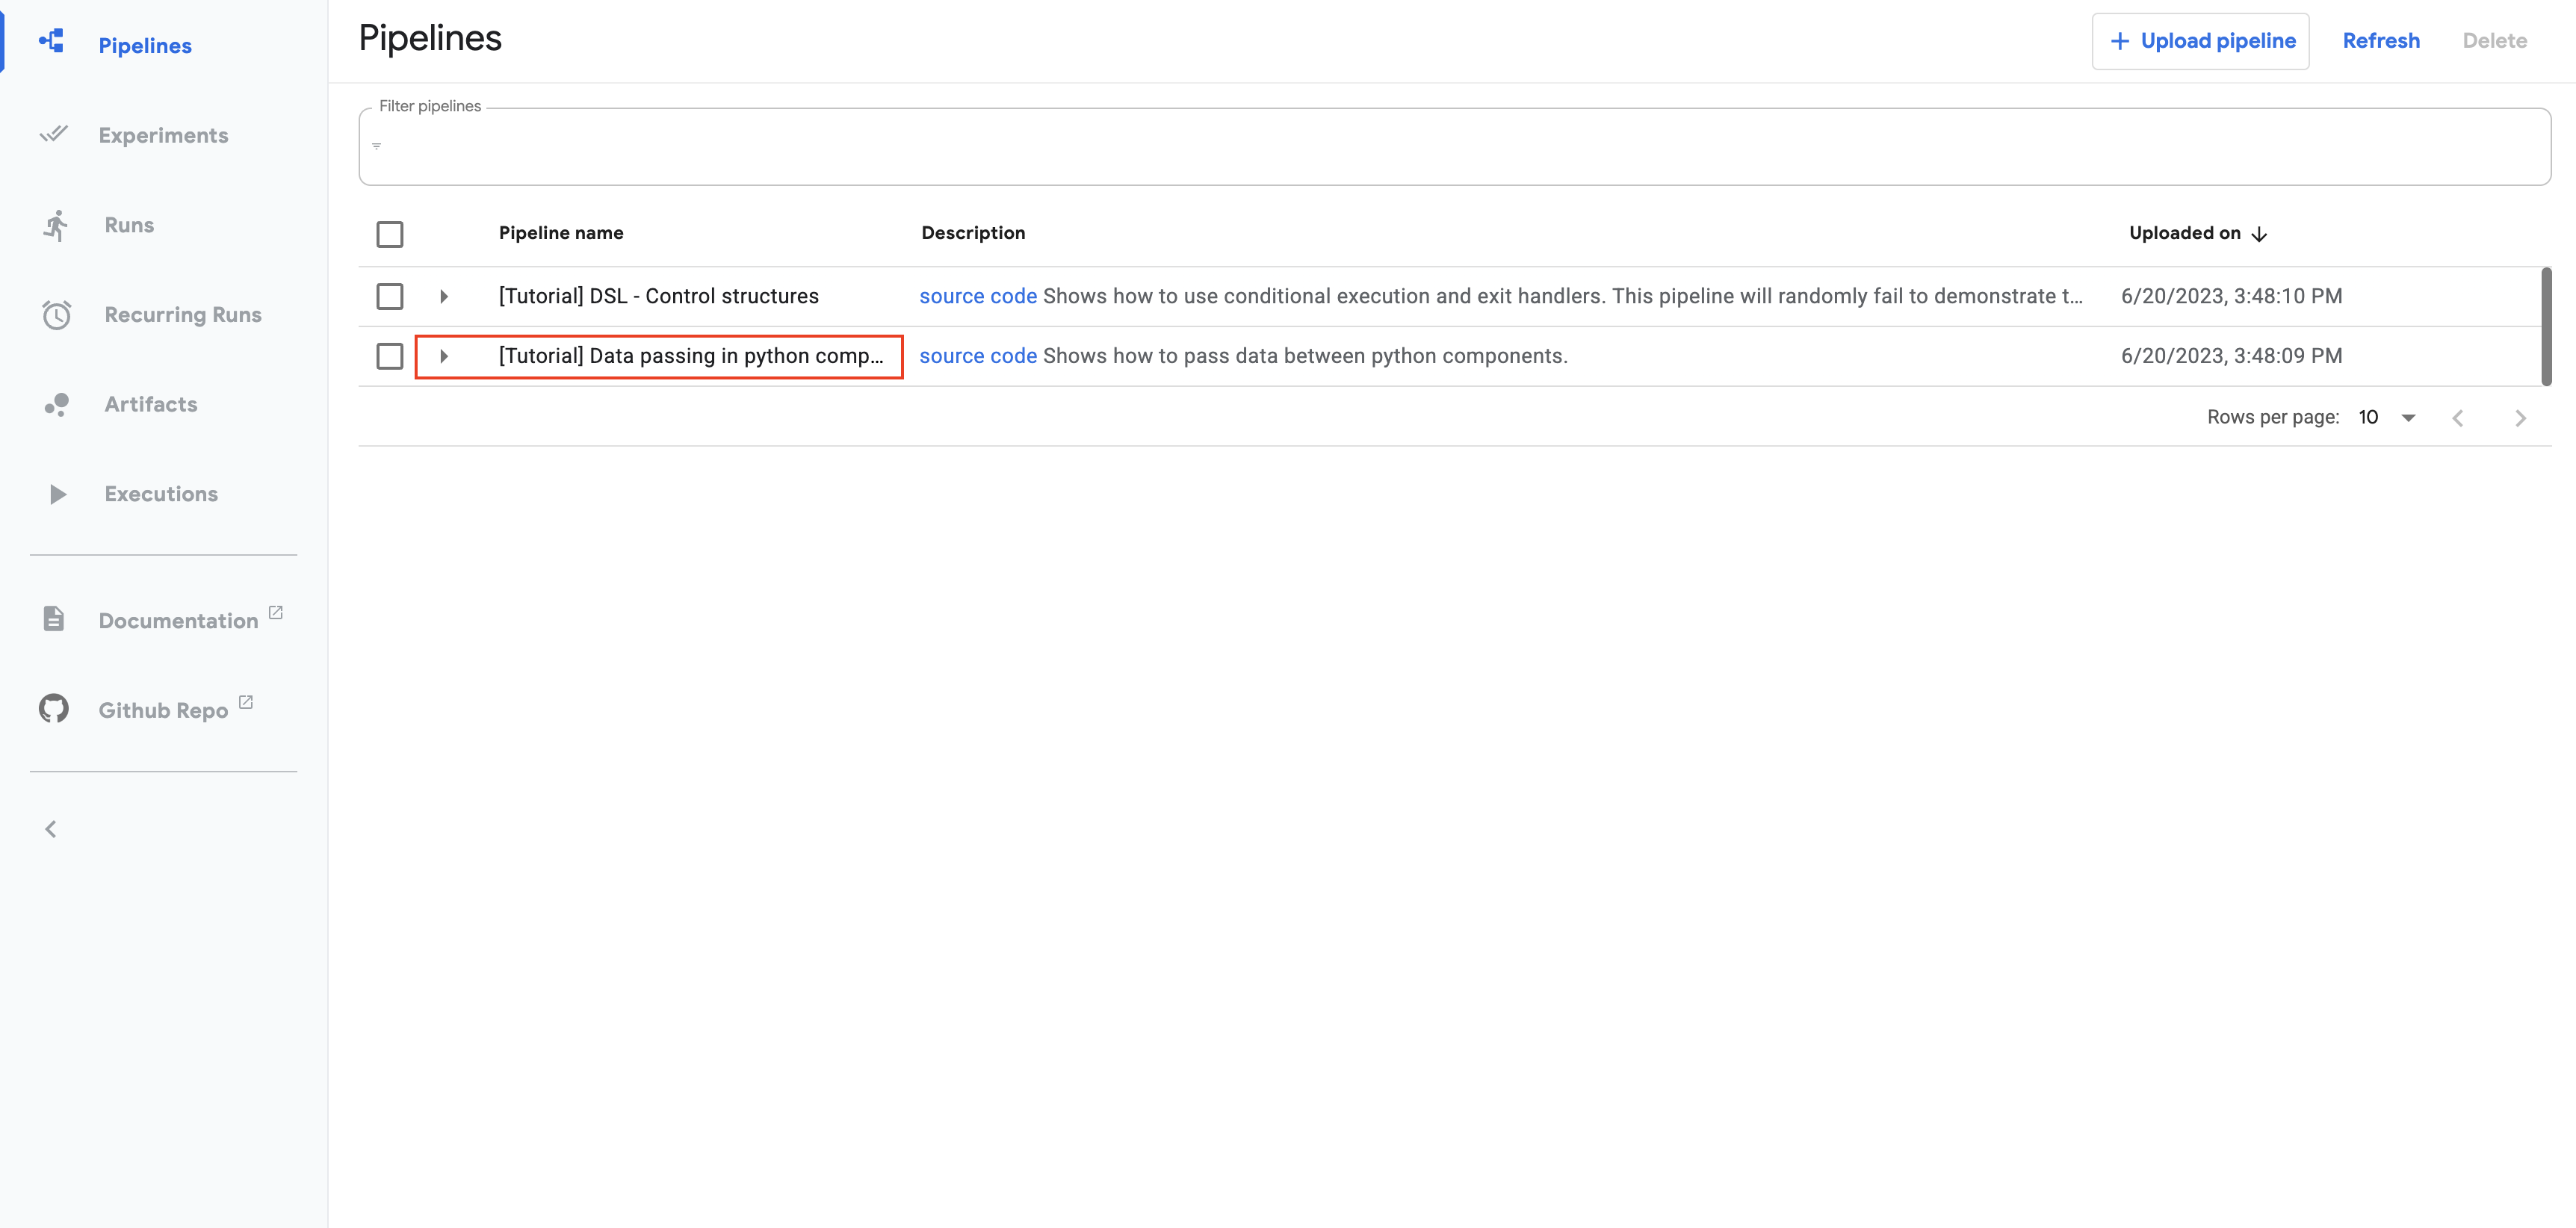 Pipelines
Experiments
Runs
Recurring Runs
Artifacts
Executions
Documentation
Github Repo
Pipelines
+ Upload pipeline Refresh Delete
Filter pipelines
Pipeline name Description Uploaded on
[Tutorial] DSL - Control structures source code Shows how to use conditional execution and exit handlers. This pipeline will randomly fail to demonstrate t... 6/20/2023, 3:48:10 PM
[Tutorial] Data passing in python comp... source code Shows how to pass data between python components. 6/20/2023, 3:48:09 PM
Rows per page: 10